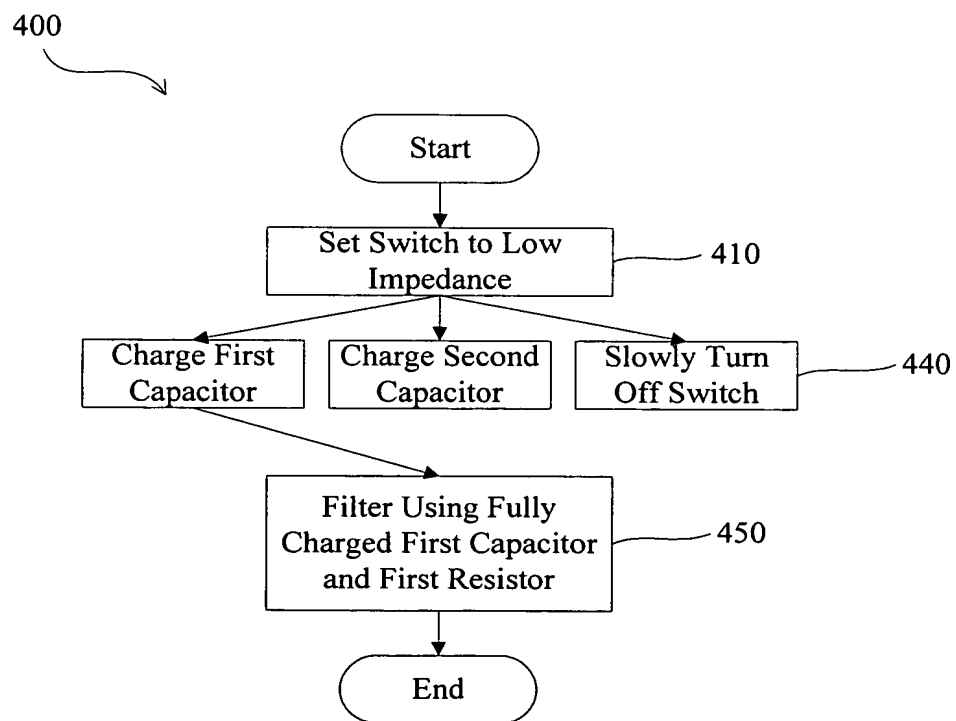 400
Start
Set Switch to Low
Impedance
410
Charge First
Capacitor
Charge Second
Capacitor
Slowly Turn
Off Switch
440
Filter Using Fully
Charged First Capacitor
and First Resistor
450
End